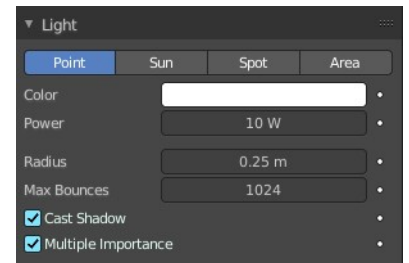 Light
Point Sun Spot Area
Color
Power 10 W
Radius 0.25 m
Max Bounces 1024
Cast Shadow
Multiple Importance